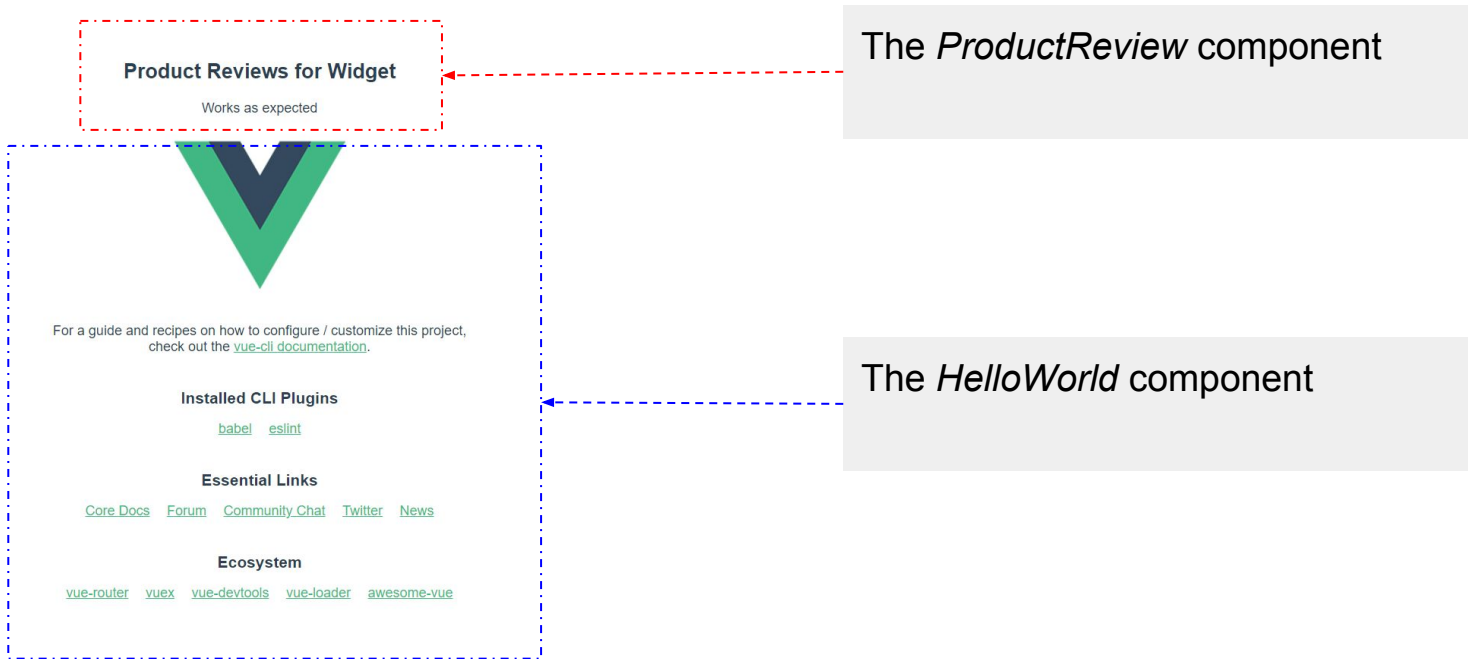 Product Reviews for Widget
Works as expected
The ProductReview component
For a guide and recipes on how to configure / customize this project,
check out the vue-cli documentation.
Installed CLI Plugins
babel eslint
Essential Links
Core Docs Forum Community Chat Twitter News
Ecosystem
vue-router vuex vue-devtools vue-loader awesome-vue
The HelloWorld component